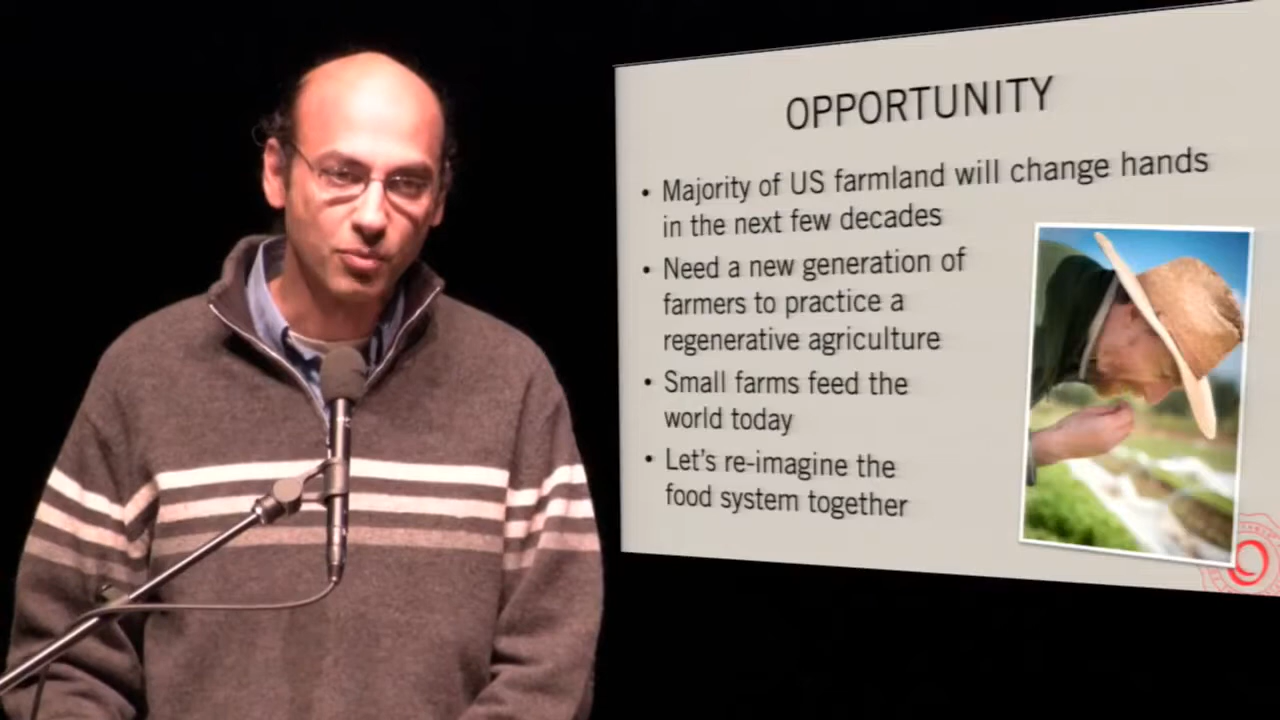 OPPORTUNITY
• Majority of US farmland will change hands
in the next few decades
• Need a new generation of
farmers to practice a
regenerative agriculture
• Small farms feed the
world today
• Let's re-imagine the
food system together